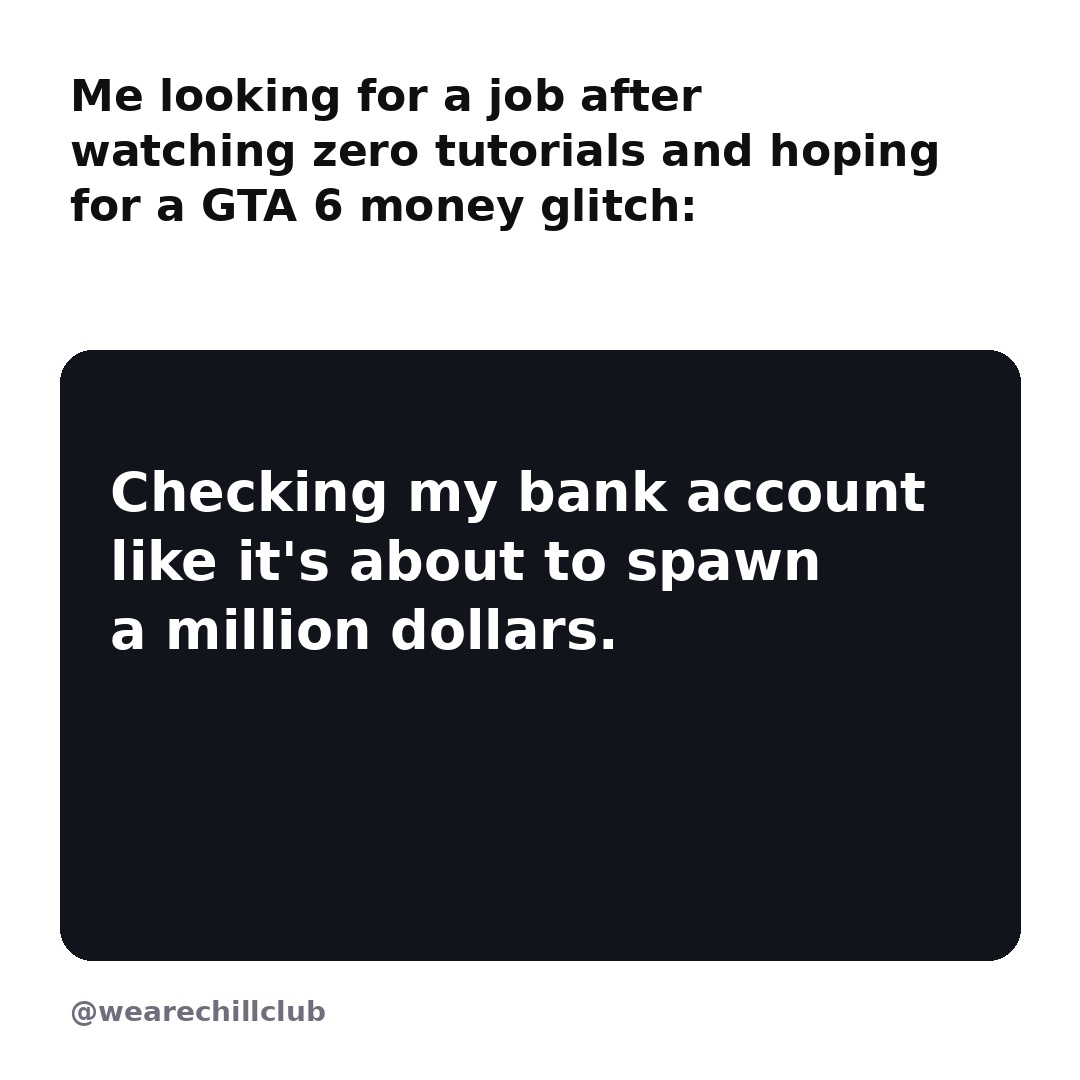 Me looking for a job after
watching zero tutorials and hoping
for a GTA 6 money glitch:
Checking my bank account
like it's about to spawn
a million dollars.
@wearechillclub